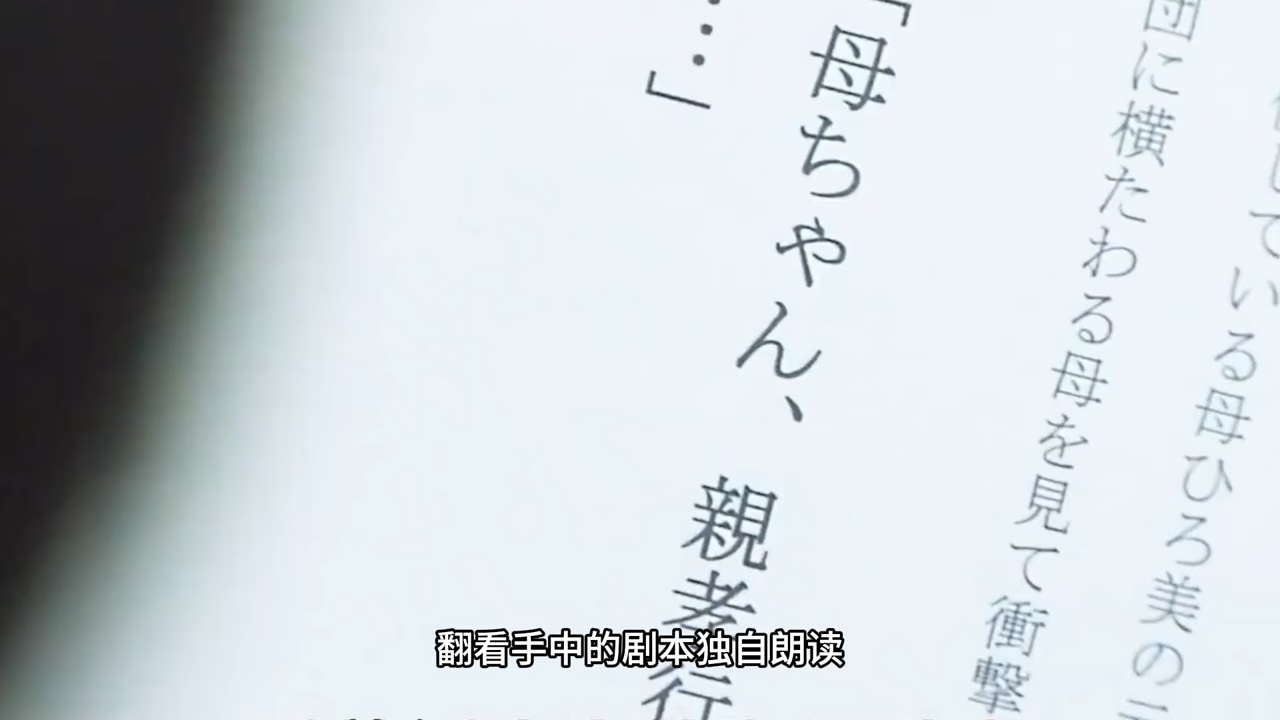 している母ひろ美の
団に横たわる母を見て衝撃
「母ちゃん、親孝行
…」
翻看手中的剧本独自朗读